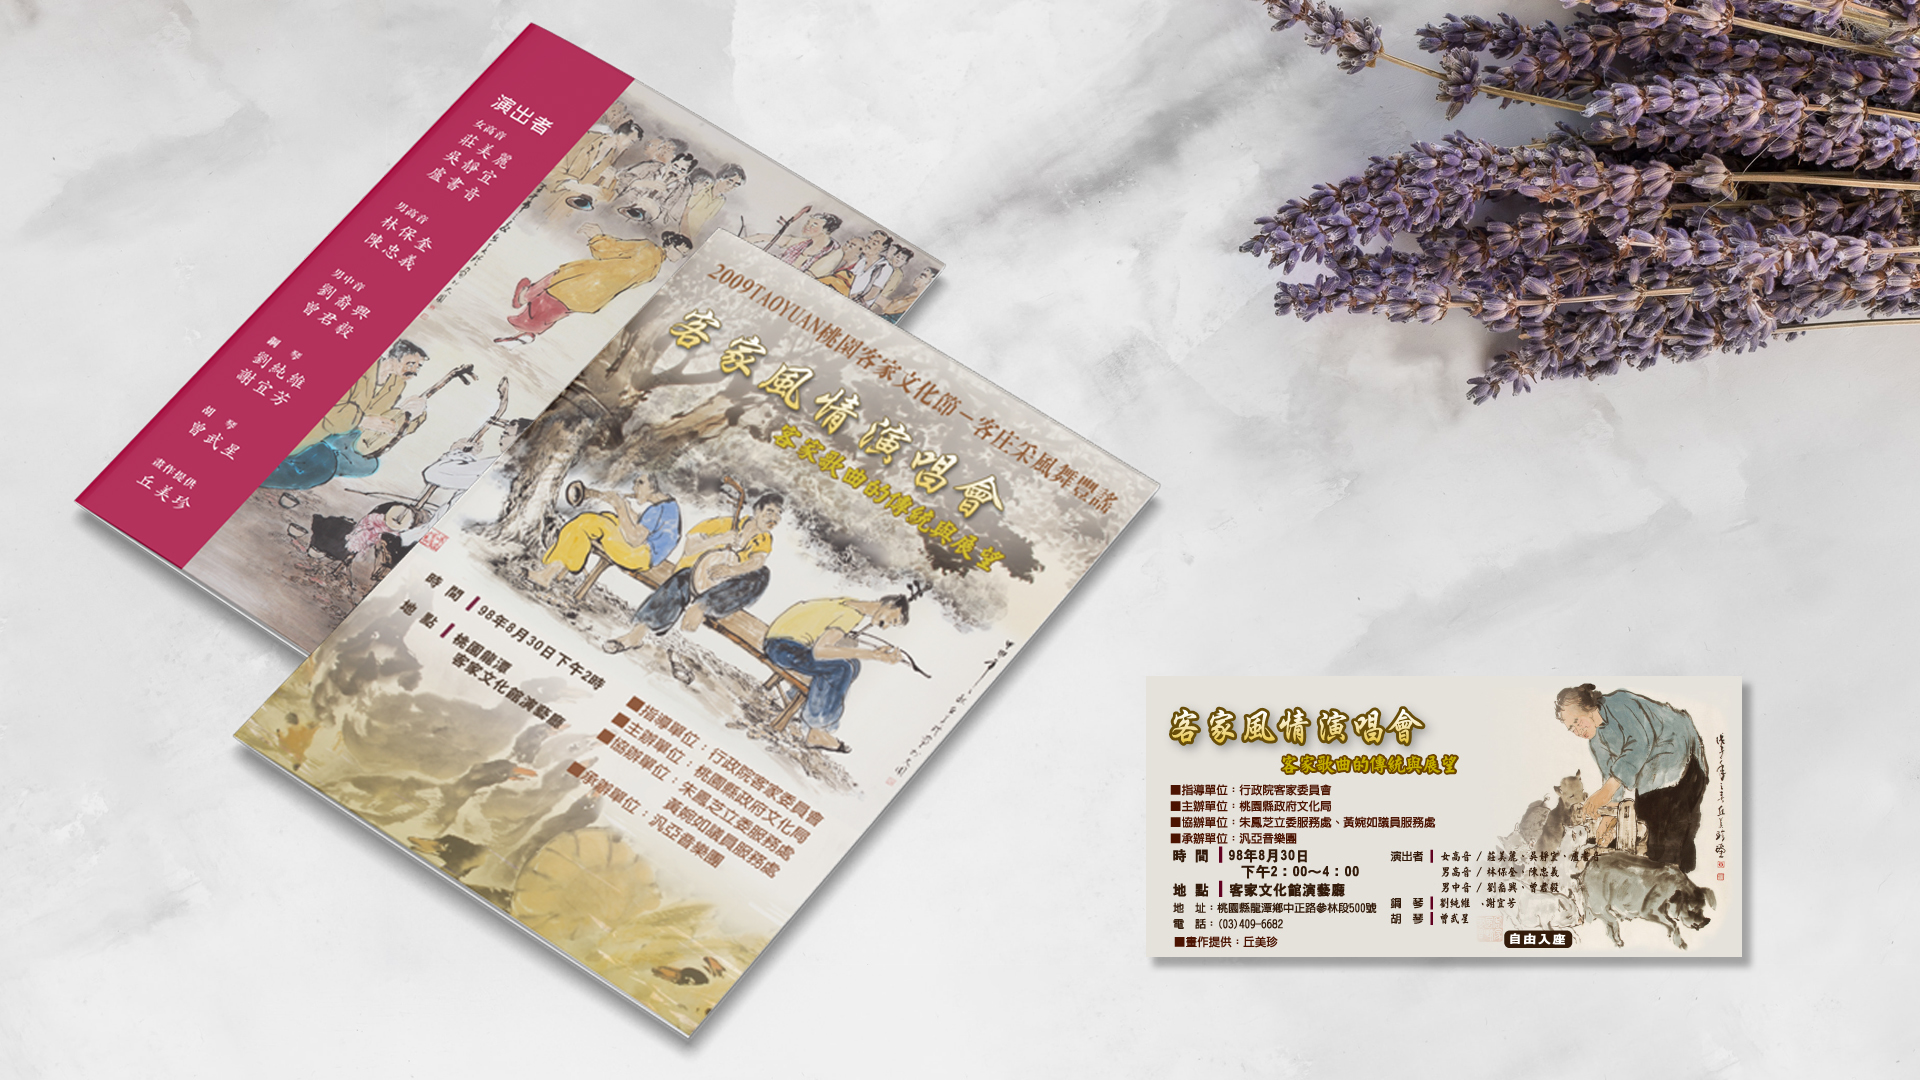 演出者
女高音
莊美麗
吳靜宜
盧書音
男高音
林保奎
陳忠義
男中音
劉裔興
曾君毅
鋼 琴
劉純維
謝宜芳
胡 琴
曾武星
畫作提供
丘美珍
2009TAOYUAN桃園客家文化節－客庄采風舞豐謠
客家風情演唱會
客家歌曲的傳統與展望
時 間 98年8月30日下午2時
地 點 桃園龍潭
客家文化館演藝廳
■指導單位：行政院客家委員會
■主辦單位：桃園縣政府文化局
■協辦單位：朱鳳芝立委服務處
黃婉如議員服務處
■承辦單位：汎亞音樂團
客家風情演唱會
客家歌曲的傳統與展望
■指導單位：行政院客家委員會
■主辦單位：桃園縣政府文化局
■協辦單位：朱鳳芝立委服務處、黃婉如議員服務處
■承辦單位：汎亞音樂團
時 間 98年8月30日
下午2：00～4：00
地 點 客家文化館演藝廳
地 址：桃園縣龍潭鄉中正路參林段500號
電 話：(03)409-6682
■畫作提供：丘美珍
演出者 女高音 / 莊美麗、吳靜宜、盧書音
男高音 / 林保奎、陳忠義
男中音 / 劉裔興、曾君毅
鋼 琴 劉純維 、謝宜芳
胡 琴 曾武星
自由入座